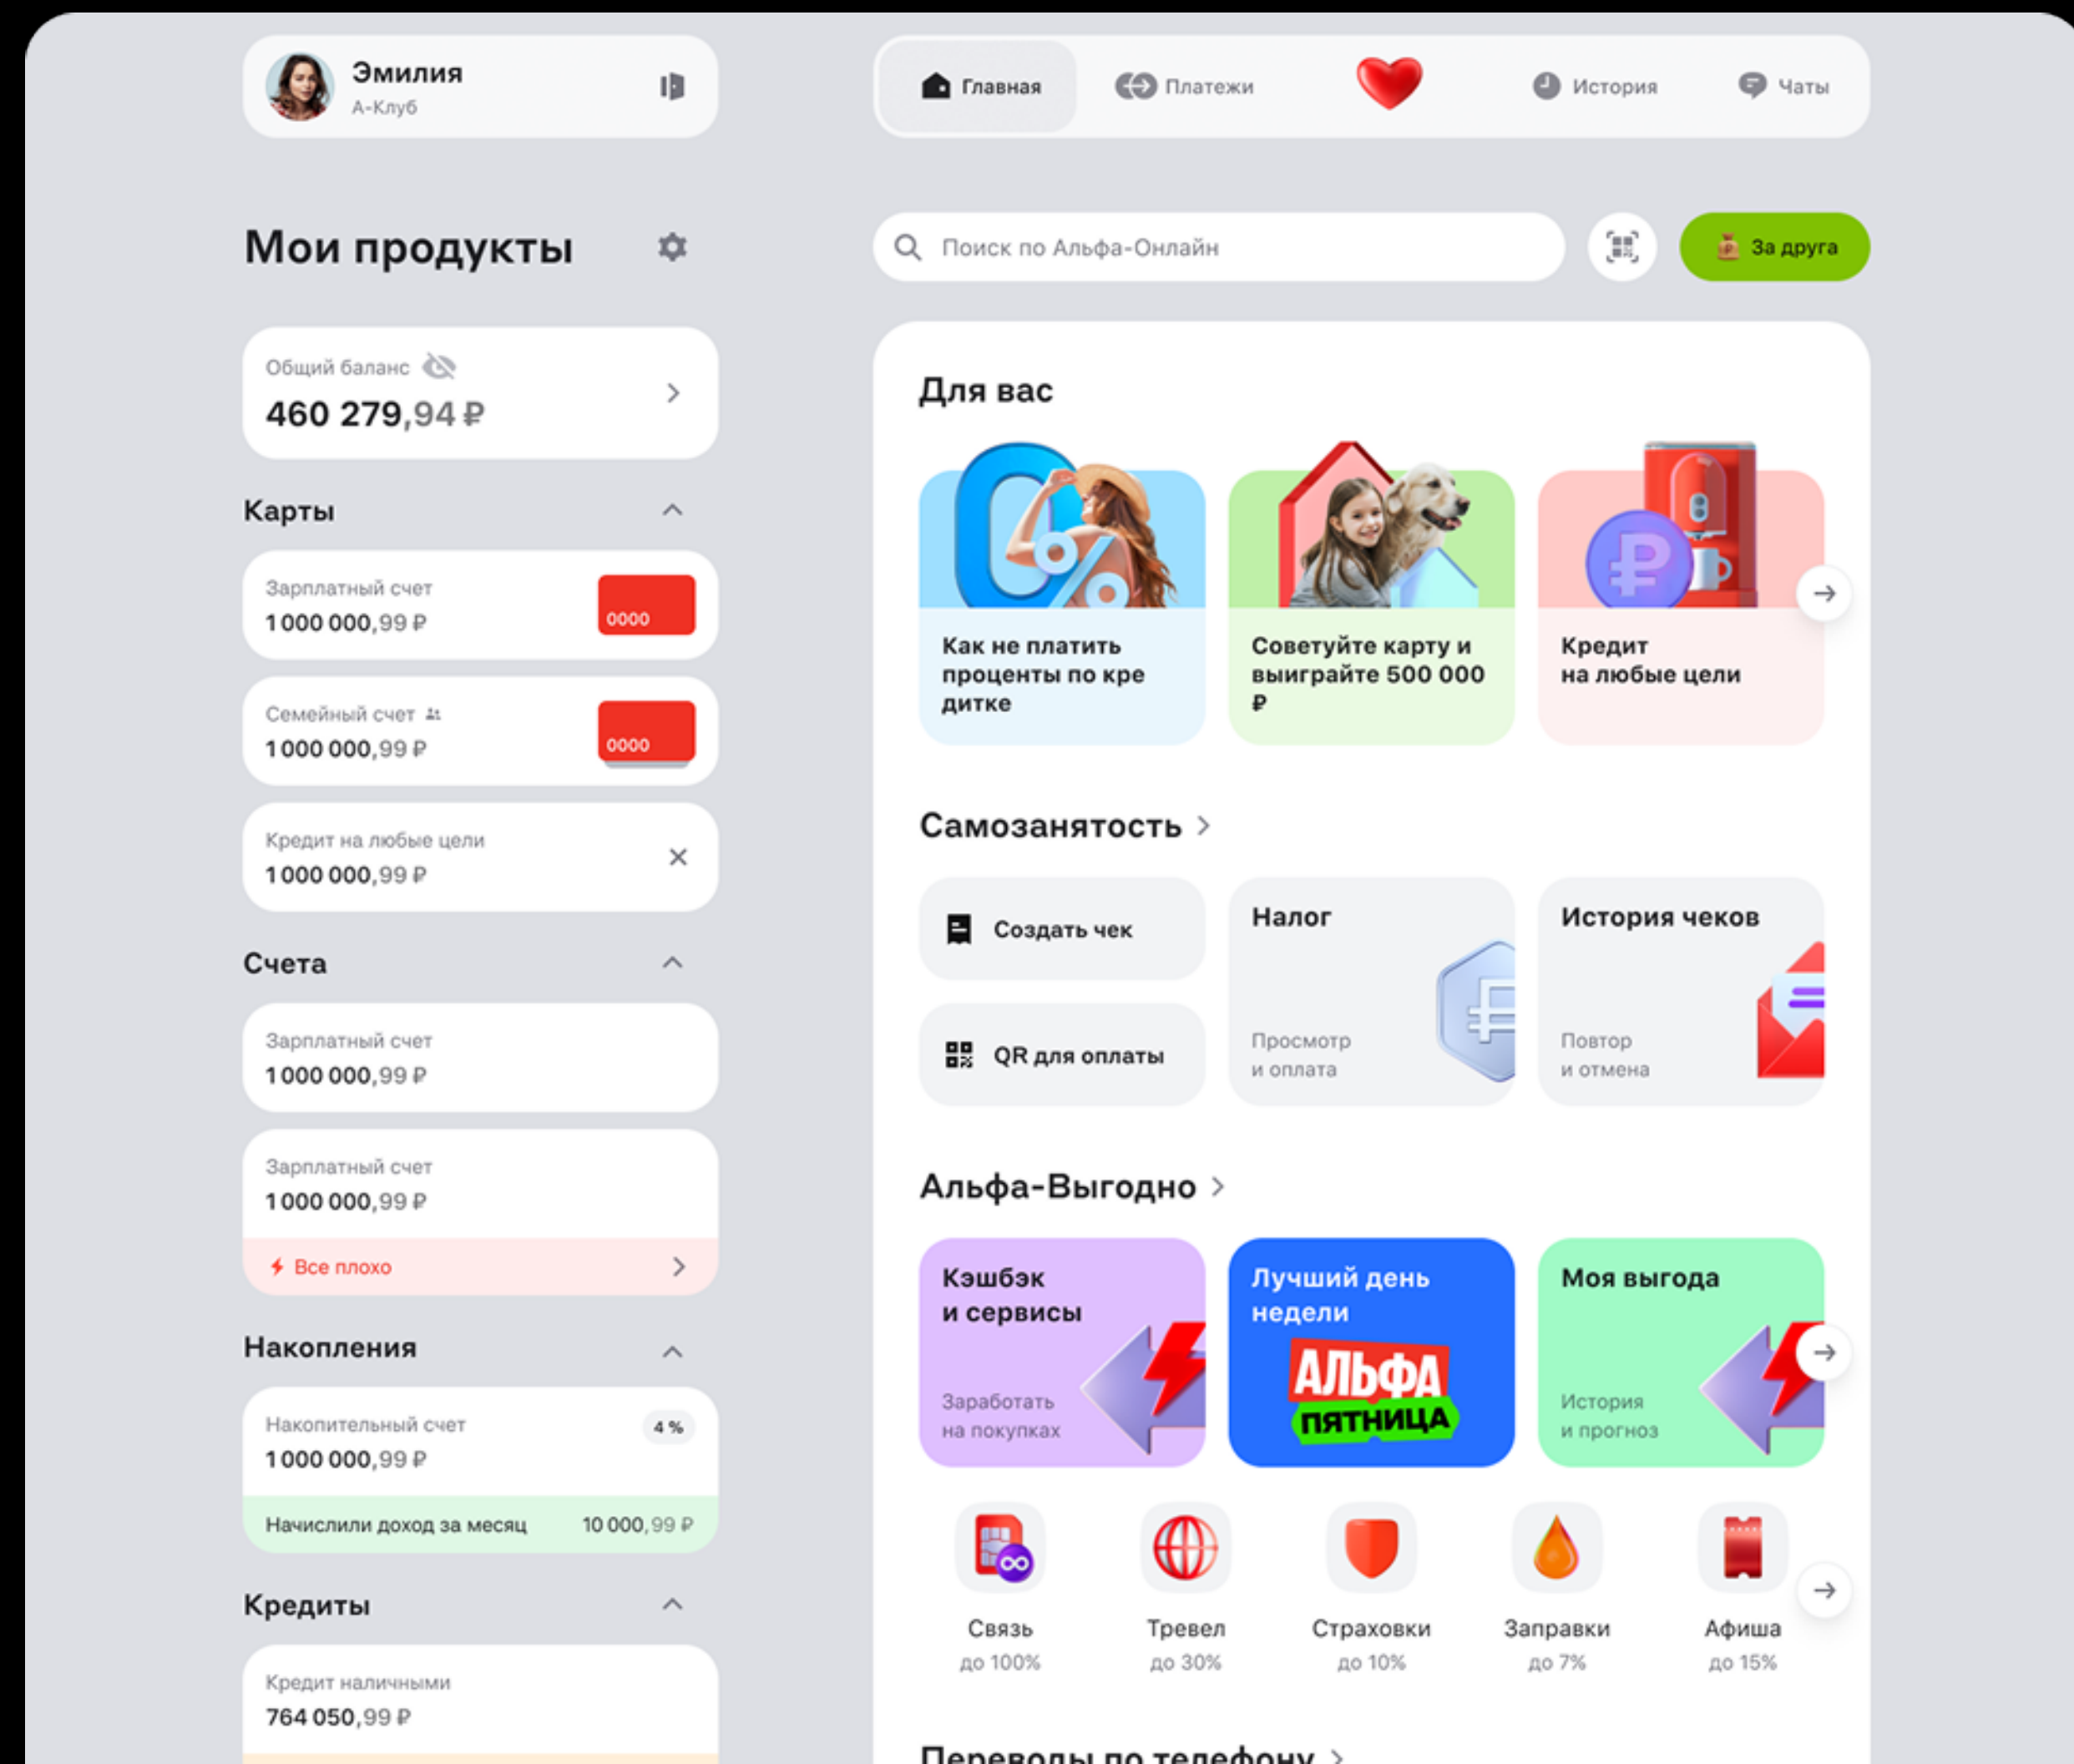 Эмилия
А-Клуб
Главная
Платежи
История
Чаты
Мои продукты
Поиск по Альфа-Онлайн
За друга
Общий баланс
460 279,94 ₽
Карты
Зарплатный счет
1 000 000,99 ₽
0000
Семейный счет
1 000 000,99 ₽
0000
Кредит на любые цели
1 000 000,99 ₽
Счета
Зарплатный счет
1 000 000,99 ₽
Зарплатный счет
1 000 000,99 ₽
Все плохо
Накопления
Накопительный счет
4 %
1 000 000,99 ₽
Начислили доход за месяц
10 000,99 ₽
Кредиты
Кредит наличными
764 050,99 ₽
Для вас
0%
Как не платить
проценты по кре
дитке
Советуйте карту и
выиграйте 500 000
₽
₽
Кредит
на любые цели
Самозанятость
Создать чек
QR для оплаты
Налог
Просмотр
и оплата
История чеков
Повтор
и отмена
Альфа-Выгодно
Кэшбэк
и сервисы
Заработать
на покупках
Лучший день
недели
АЛЬФА
ПЯТНИЦА
Моя выгода
История
и прогноз
Связь
до 100%
Тревел
до 30%
Страховки
до 10%
Заправки
до 7%
Афиша
до 15%
Переводы по телефону